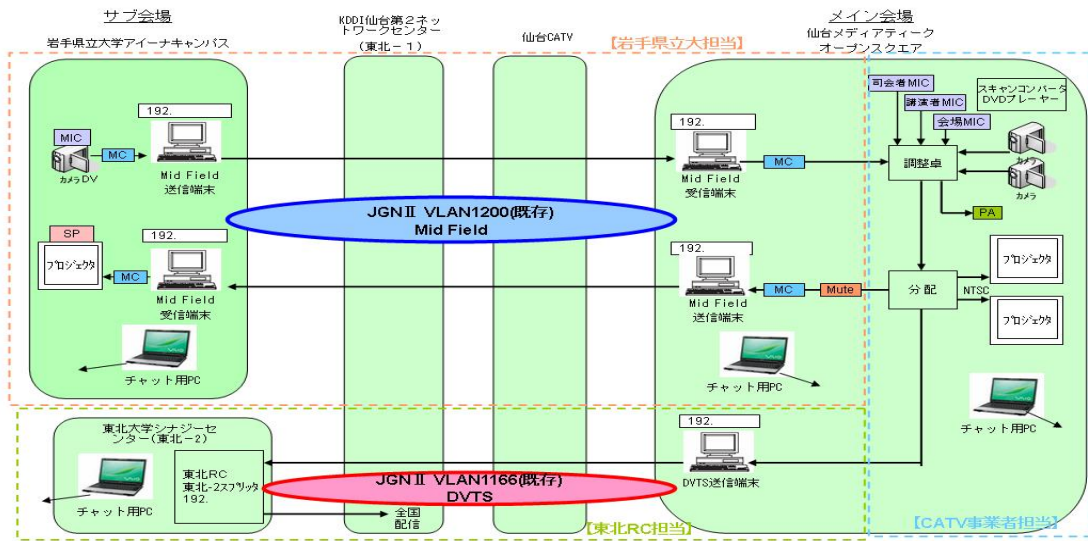 サブ会場
岩手県立大学アイーナキャンパス
KDDI仙台第2ネッ
トワークセンター
(東北-1)
仙台CATV
メイン会場
仙台メディアティーク
オープンスクエア
【岩手県立大担当】
MIC
カメラDV
MC
192.
Mid Field
送信端末
192.
Mid Field
受信端末
MC
司会者MIC
講演者MIC
会場MIC
スキャンコンバータ
DVDプレーヤー
調整卓
カメラ
カメラ
PA
JGNⅡ VLAN1200(既存)
Mid Field
SP
プロジェクタ
MC
192.
Mid Field
受信端末
192.
Mid Field
送信端末
MC
Mute
分配
NTSC
プロジェクタ
プロジェクタ
チャット用PC
チャット用PC
チャット用PC
東北大学シナジーセ
ンター(東北-2)
チャット用PC
東北RC
東北-2スプリッタ
192.
JGNⅡ VLAN1166(既存)
DVTS
全国
配信
192.
DVTS送信端末
【東北RC担当】
【CATV事業者担当】